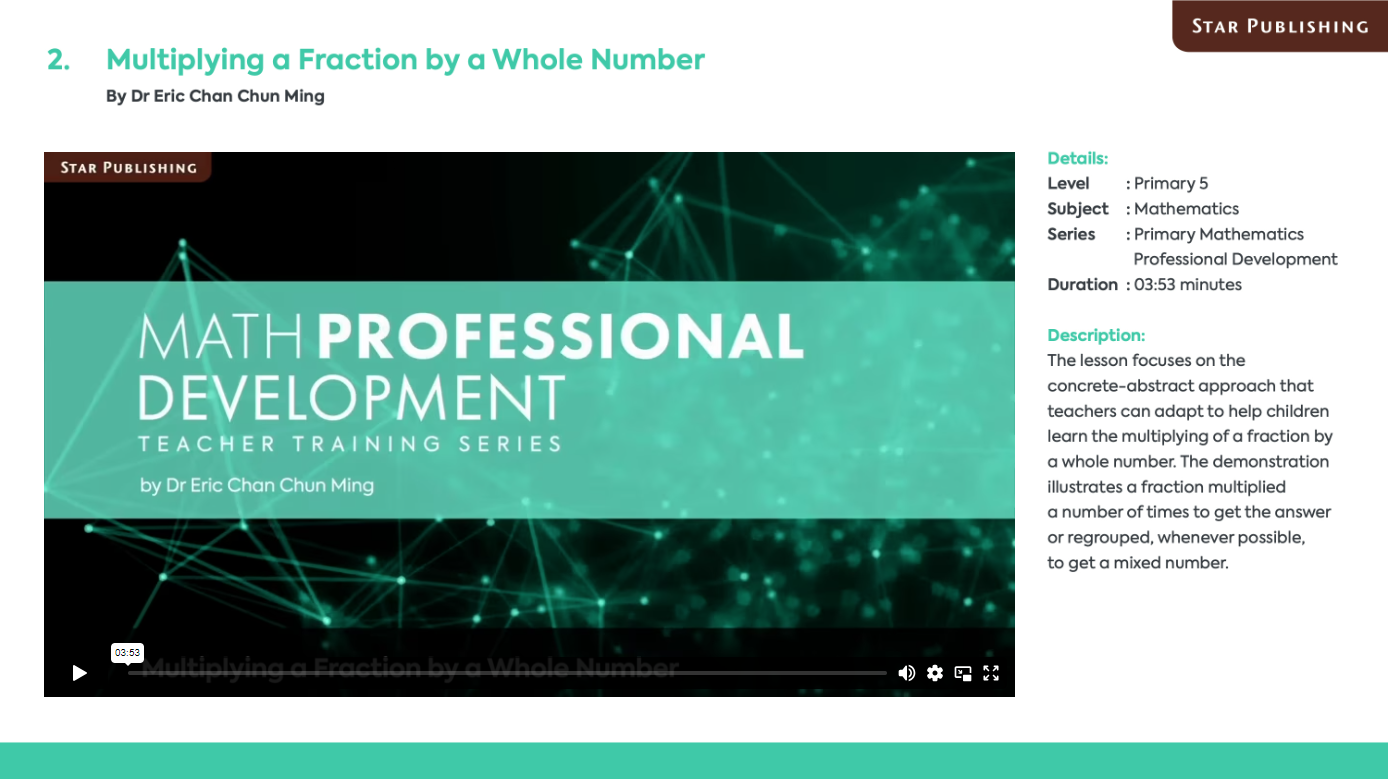 STAR PUBLISHING
2. Multiplying a Fraction by a Whole Number
By Dr Eric Chan Chun Ming
STAR PUBLISHING
MATH PROFESSIONAL
DEVELOPMENT
TEACHER TRAINING SERIES
by Dr Eric Chan Chun Ming
03:53
Multiplying a Fraction by a Whole Number
Details:
Level : Primary 5
Subject : Mathematics
Series : Primary Mathematics
Professional Development
Duration : 03:53 minutes
Description:
The lesson focuses on the
concrete-abstract approach that
teachers can adapt to help children
learn the multiplying of a fraction by
a whole number. The demonstration
illustrates a fraction multiplied
a number of times to get the answer
or regrouped, whenever possible,
to get a mixed number.